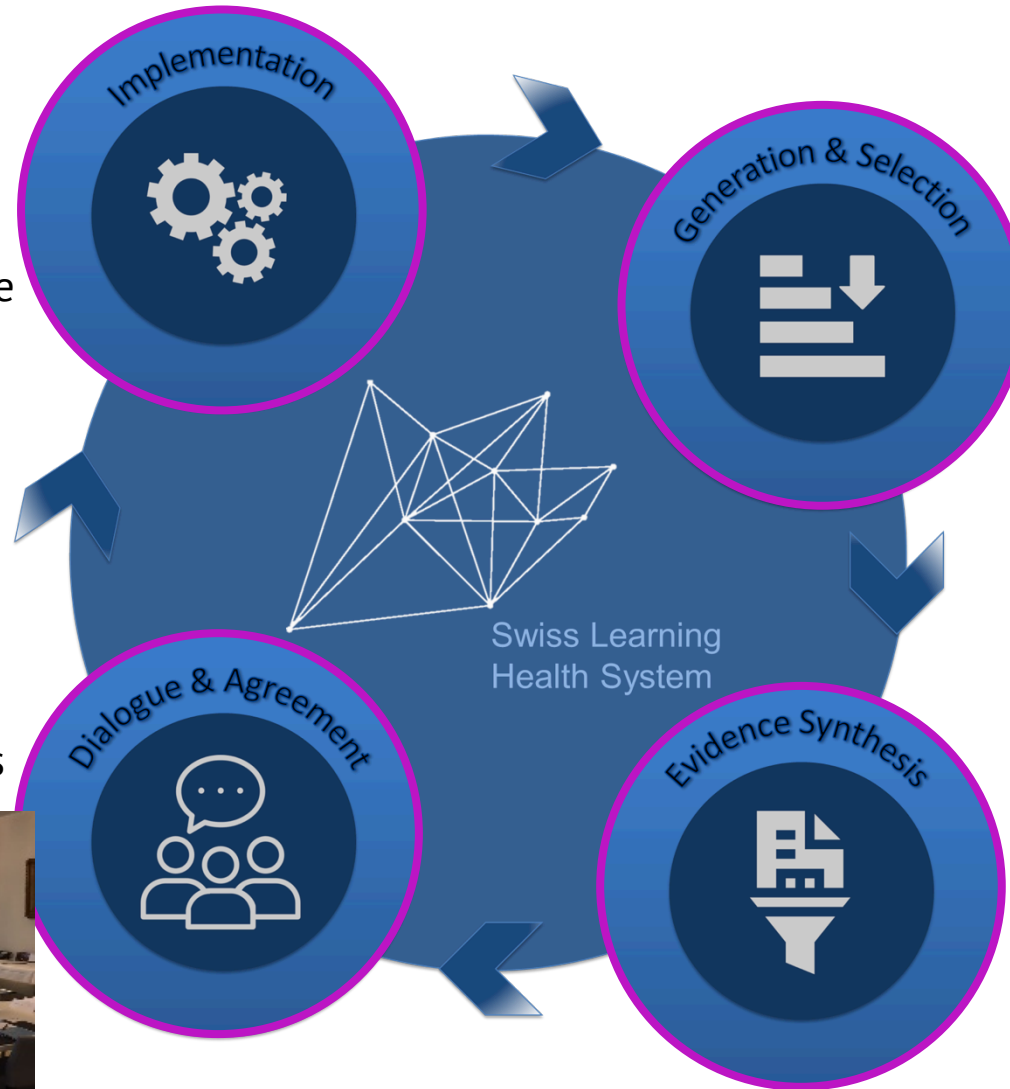 Implementation
Generation & Selection
e
Swiss Learning
Health System
Dialogue & Agreement
Evidence Synthesis
s